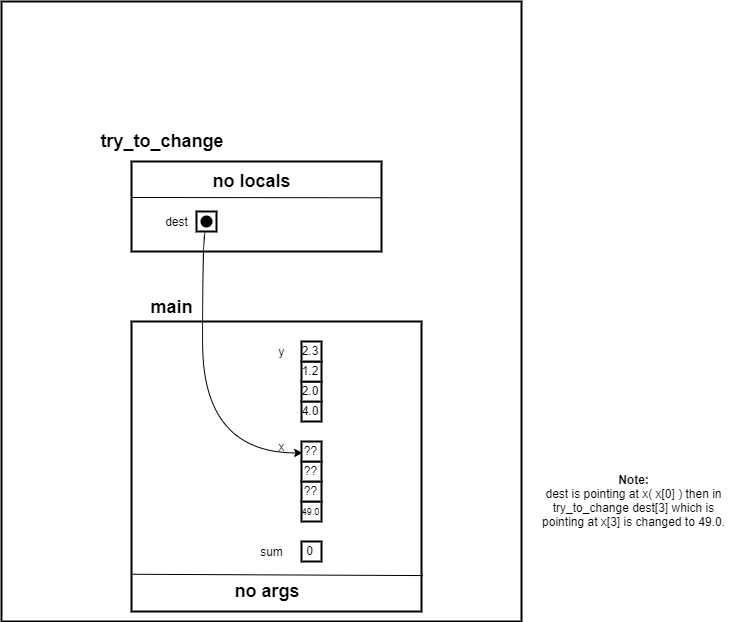 try_to_change
no locals
dest
main
y
2.3
1.2
2.0
4.0
x
??
??
??
49.0
sum
0
no args
Note:
dest is pointing at x( x[0] ) then in
try_to_change dest[3] which is
pointing at x[3] is changed to 49.0.